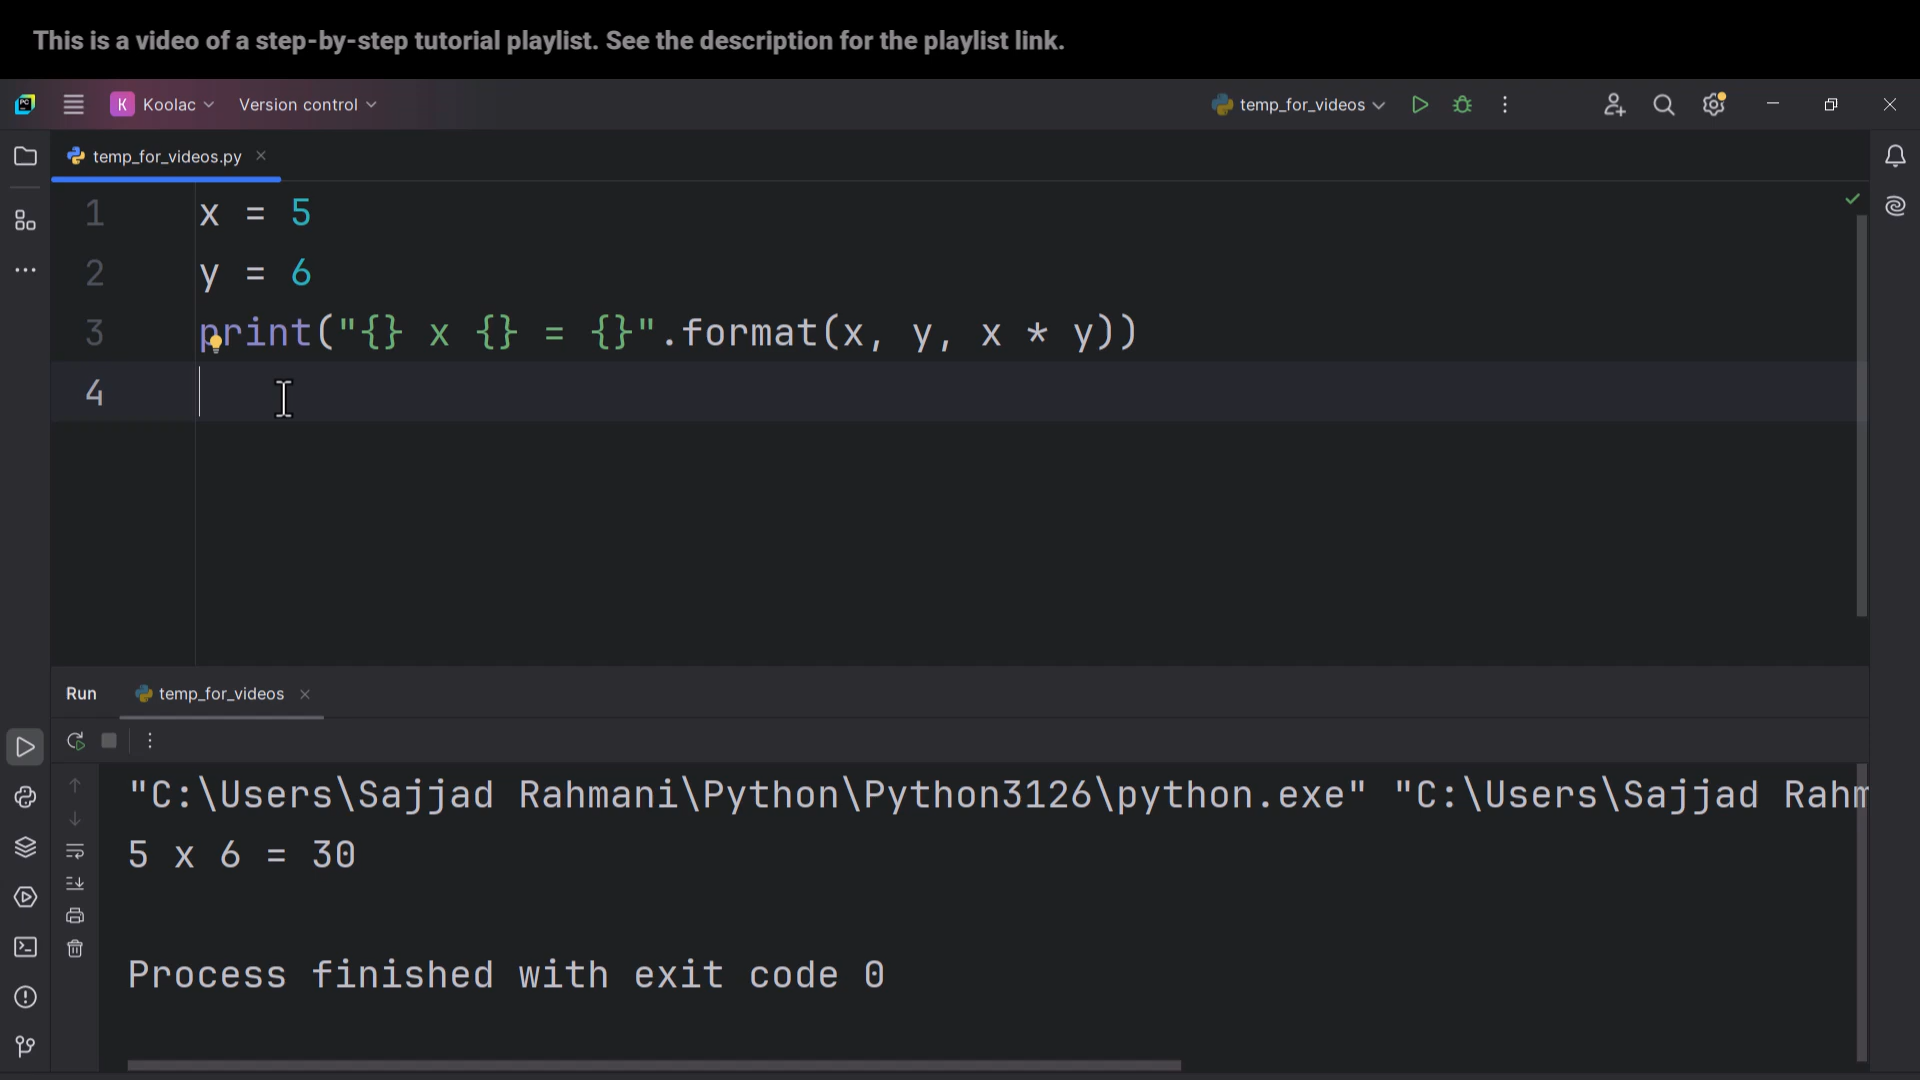 This is a video of a step-by-step tutorial playlist. See the description for the playlist link.
K Koolac Version control temp_for_videos
temp_for_videos.py
1 x = 5
2 y = 6
3 print("{} x {} = {}".format(x, y, x * y))
4
Run temp_for_videos
"C:\Users\Sajjad Rahmani\Python\Python3126\python.exe" "C:\Users\Sajjad Rahm
5 x 6 = 30
Process finished with exit code 0